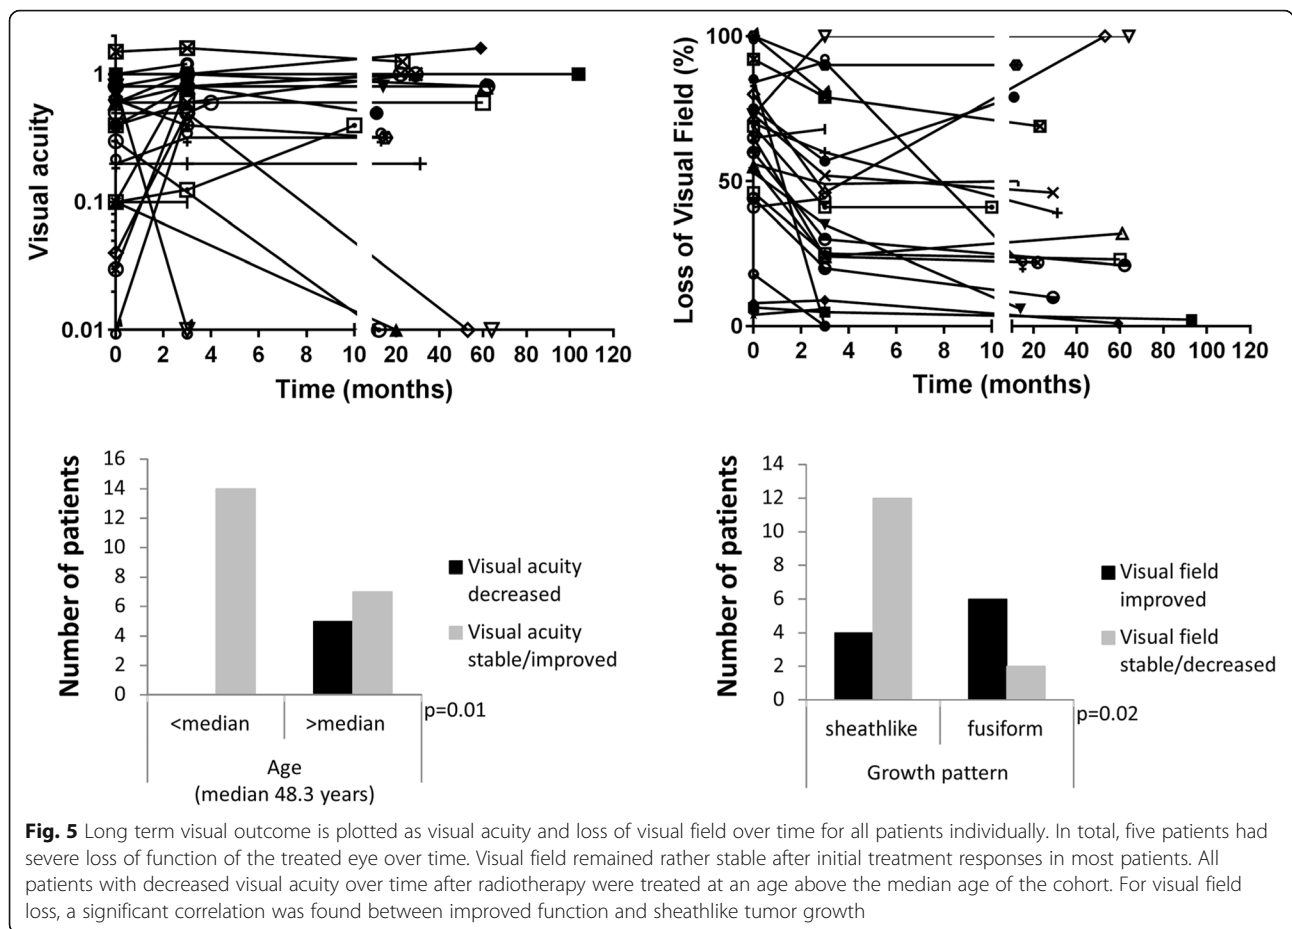 Visual acuity
1
0.1
0.01
0 2 4 6 8 10 20 40 60 80 100 120
Time (months)
Loss of Visual Field (%)
100
50
0
0 2 4 6 8 10 20 40 60 80 100 120
Time (months)
Number of patients
16
14
12
10
8
6
4
2
0
<median >median
Age
(median 48.3 years)
p=0.01
Visual acuity
decreased
Visual acuity
stable/improved
Number of patients
14
12
10
8
6
4
2
0
sheathlike fusiform
Growth pattern
p=0.02
Visual field
improved
Visual field
stable/decreased
Fig. 5 Long term visual outcome is plotted as visual acuity and loss of visual field over time for all patients individually. In total, five patients had
severe loss of function of the treated eye over time. Visual field remained rather stable after initial treatment responses in most patients. All
patients with decreased visual acuity over time after radiotherapy were treated at an age above the median age of the cohort. For visual field
loss, a significant correlation was found between improved function and sheathlike tumor growth